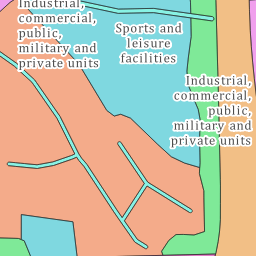 Industrial,
commercial,
public,
military and
private units
Sports and
leisure
facilities
Industrial,
commercial,
public,
military and
private units